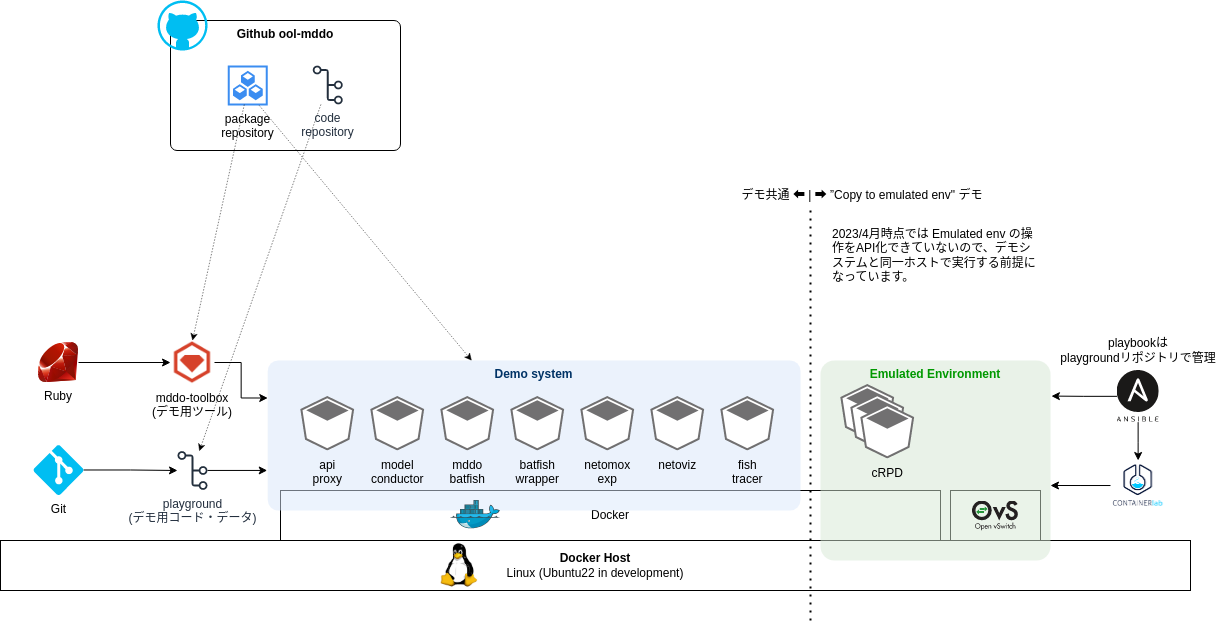 Github ool-mddo
package
repository
code
repository
デモ共通 ⬅ | ➡ ”Copy to emulated env" デモ
2023/4月時点では Emulated env の操
作をAPI化できていないので、デモシ
ステムと同一ホストで実行する前提に
なっています。
Ruby
mddo-toolbox
(デモ用ツール)
Git
playground
(デモ用コード・データ)
Demo system
api
proxy
model
conductor
mddo
batfish
batfish
wrapper
netomox
exp
netoviz
fish
tracer
Emulated Environment
cRPD
playbookは
playgroundリポジトリで管理
ANSIBLE
CONTAINERlab
Docker
OvS
Open vSwitch
Docker Host
Linux (Ubuntu22 in development)